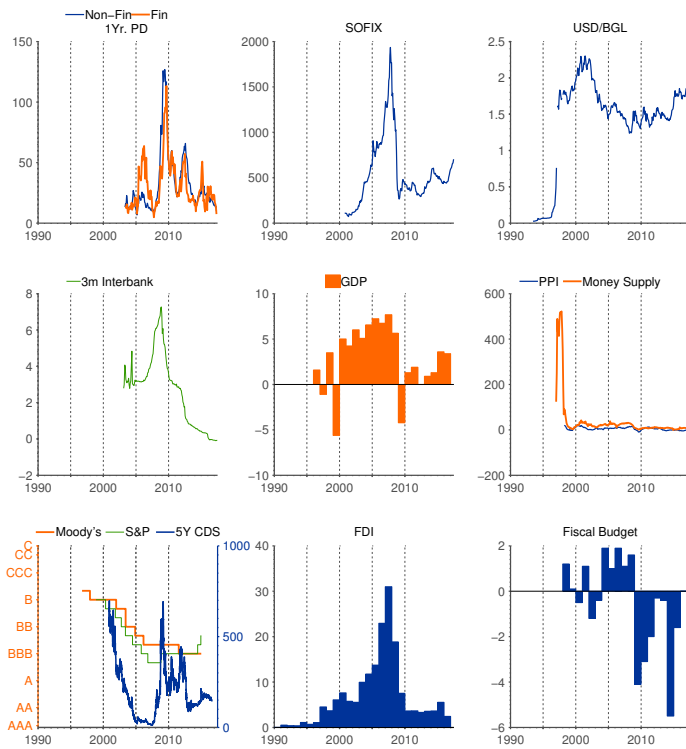 Non-Fin Fin
1Yr. PD
150
100
50
0
1990 2000 2010
SOFIX
2000
1500
1000
500
0
1990 2000 2010
USD/BGL
2.5
2
1.5
1
0.5
0
1990 2000 2010
3m Interbank
8
6
4
2
0
−2
1990 2000 2010
GDP
10
5
0
−5
−10
1990 2000 2010
PPI Money Supply
600
400
200
0
−200
1990 2000 2010
Moody's S&P 5Y CDS
C
CC
CCC
B
BB
BBB
A
AA
AAA
1000
500
0
1990 2000 2010
FDI
40
30
20
10
0
1990 2000 2010
Fiscal Budget
2
0
−2
−4
−6
1990 2000 2010